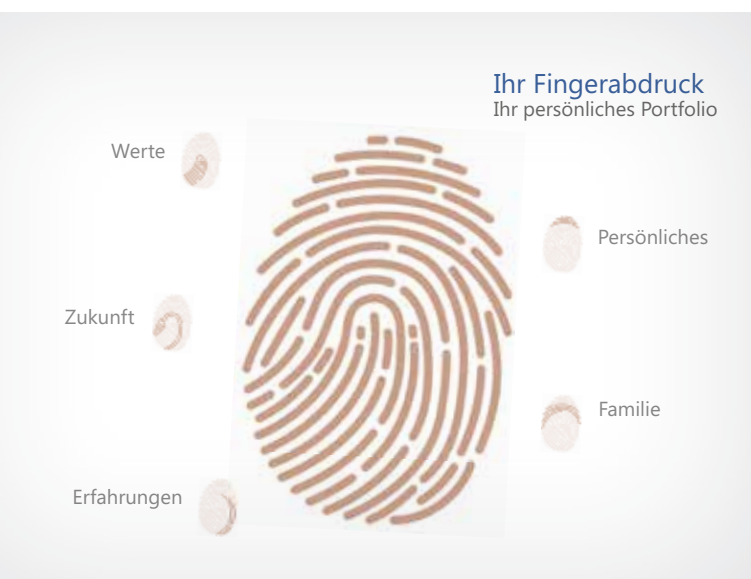 Ihr Fingerabdruck
Ihr persönliches Portfolio
Werte
Persönliches
Zukunft
Familie
Erfahrungen